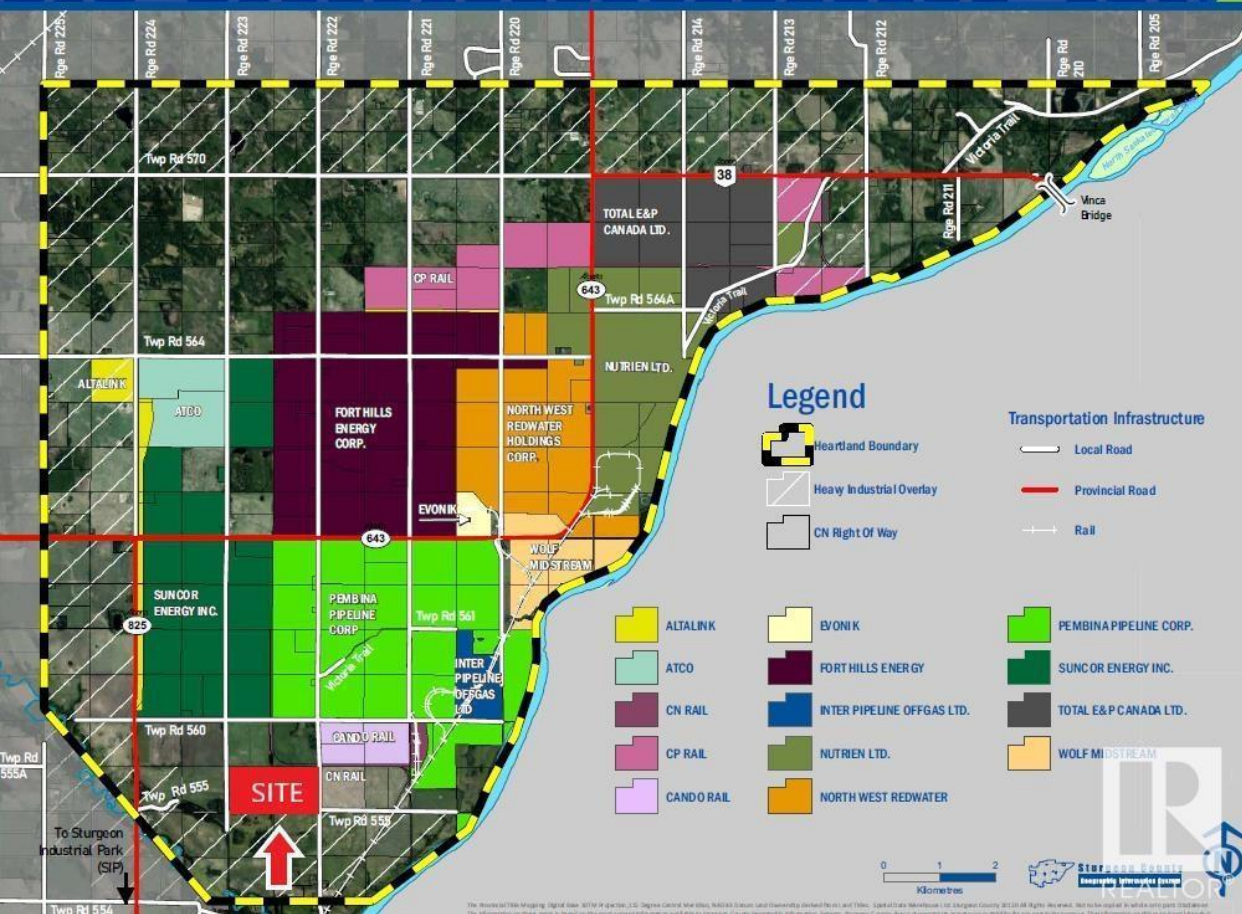 Rge Rd 225
Rge Rd 224
Rge Rd 223
Rge Rd 222
Rge Rd 221
Rge Rd 220
Rge Rd 214
Rge Rd 213
Rge Rd 212
Rge Rd
210
Rge Rd 205
Twp Rd 570
38
Victoria Trail
Rge Rd 211
Vinca
Bridge
TOTAL E&P
CANADA LTD.
CP RAIL
643
Twp Rd 564A
Victoria Trail
Twp Rd 564
NUTRIEN LTD.
ALTALINK
ATCO
FORT HILLS
ENERGY
CORP.
NORTH WEST
REDWATER
HOLDINGS
CORP.
EVONIK
643
WOLF
MIDSTREAM
SUNCOR
ENERGY INC.
825
PEMBINA
PIPELINE
CORP
Twp Rd 561
Victoria Trail
INTER
PIPELINE
OFFGAS
LTD
Twp Rd 560
CANDO RAIL
CN RAIL
Twp Rd
555A
Twp Rd 555
SITE
Twp Rd 555
To Sturgeon
Industrial Park
(SIP)
Twp Rd 554
Legend
Heartland Boundary
Heavy Industrial Overlay
CN Right Of Way
Transportation Infrastructure
Local Road
Provincial Road
Rail
ALTALINK
ATCO
CN RAIL
CP RAIL
CANDO RAIL
EVONIK
FORT HILLS ENERGY
INTER PIPELINE OFFGAS LTD.
NUTRIEN LTD.
NORTH WEST REDWATER
PEMBINA PIPELINE CORP.
SUNCOR ENERGY INC.
TOTAL E&P CANADA LTD.
WOLF MIDSTREAM
0 1 2
Kilometres
Sturgeon County
Geographic Information System
N
R
REALTOR®